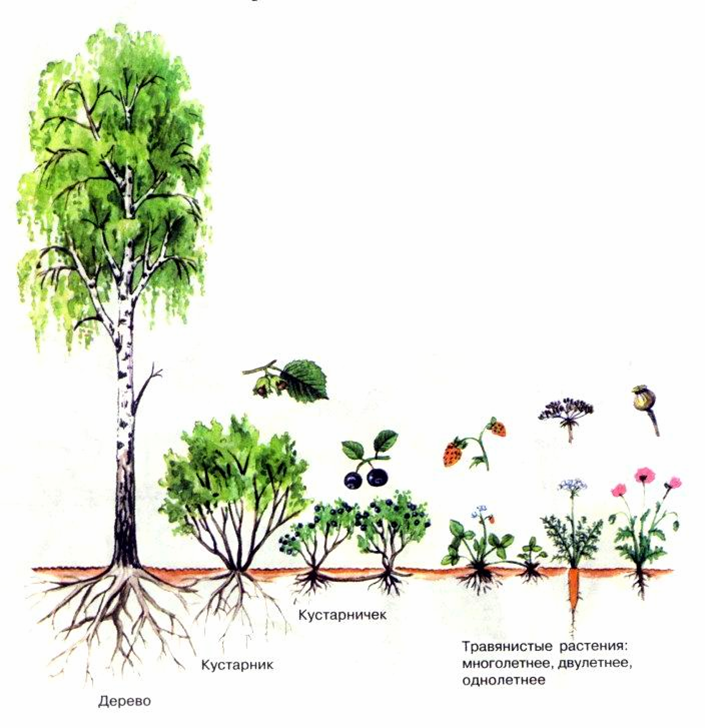 Кустарничек
Травянистые растения:
многолетнее, двулетнее,
однолетнее
Кустарник
Дерево